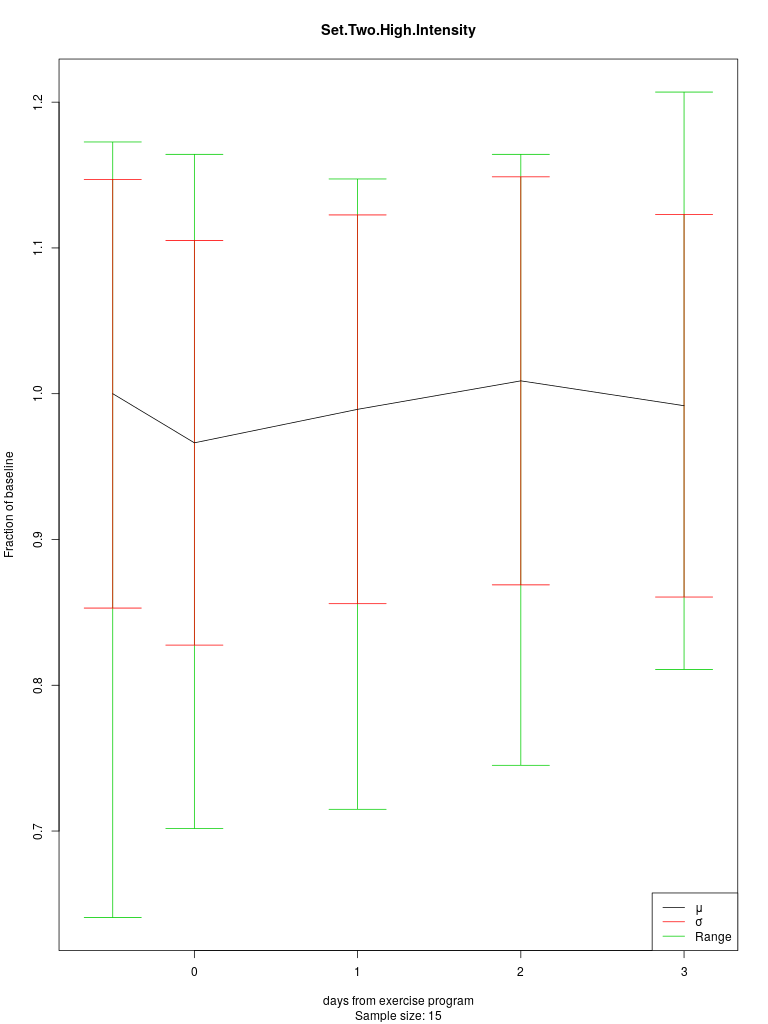 Set.Two.High.Intensity
Fraction of baseline
1.2
1.1
1.0
0.9
0.8
0.7
0
1
2
3
μ
σ
Range
days from exercise program
Sample size: 15